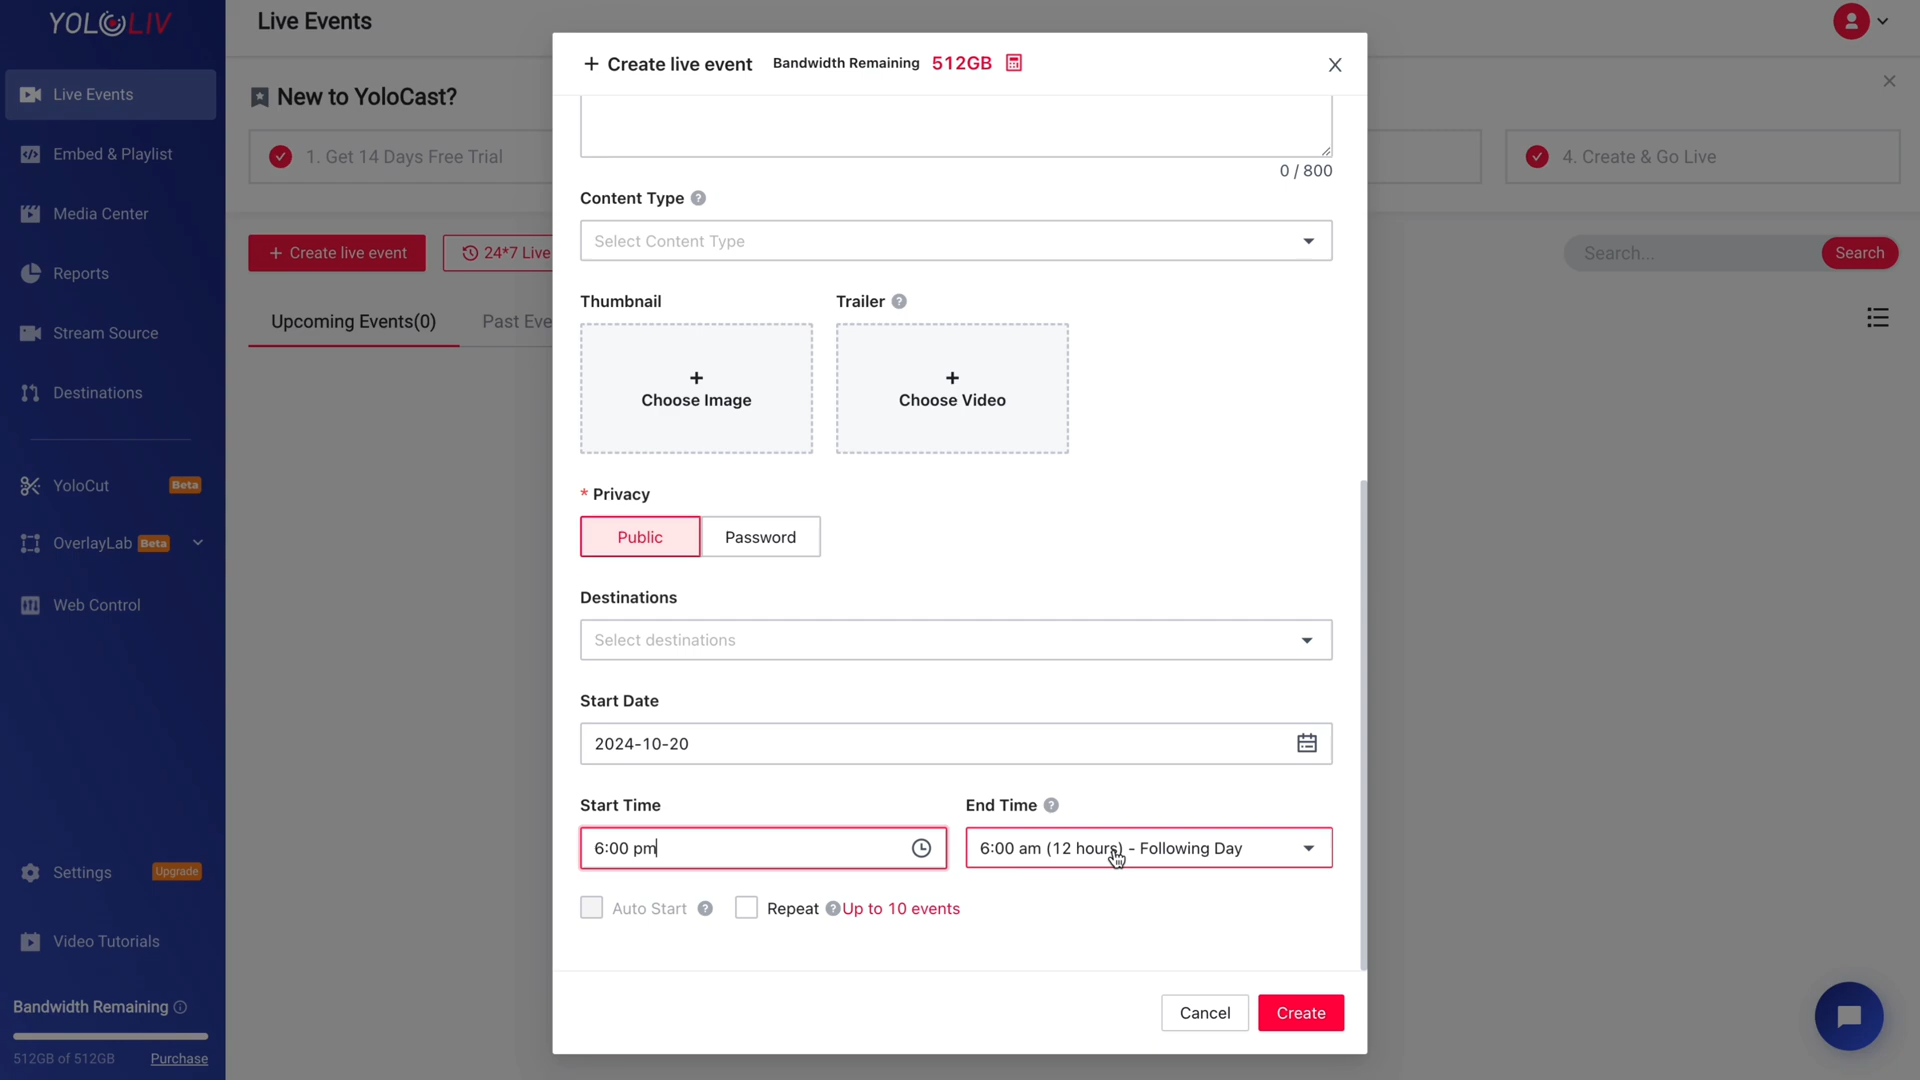 YOLOLIV
Live Events
Live Events
Embed & Playlist
Media Center
Reports
Stream Source
Destinations
YoloCut Beta
OverlayLab Beta
Web Control
Settings Upgrade
Video Tutorials
Bandwidth Remaining
512GB of 512GB Purchase
New to YoloCast?
1. Get 14 Days Free Trial
4. Create & Go Live
+ Create live event
24*7 Live
Search...
Search
Upcoming Events(0)
Past Eve
+ Create live event
Bandwidth Remaining 512GB
0 / 800
Content Type ?
Select Content Type
Thumbnail
Trailer ?
+
Choose Image
+
Choose Video
* Privacy
Public
Password
Destinations
Select destinations
Start Date
2024-10-20
Start Time
End Time ?
6:00 pm
6:00 am (12 hours) - Following Day
Auto Start ?
Repeat ? Up to 10 events
Cancel
Create